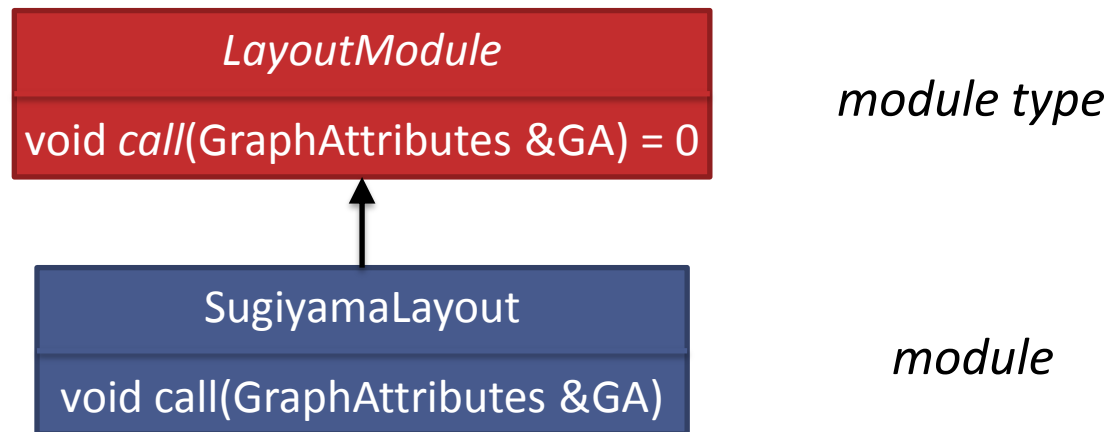 LayoutModule
module type
void call(GraphAttributes &GA) = 0
SugiyamaLayout
module
void call(GraphAttributes &GA)